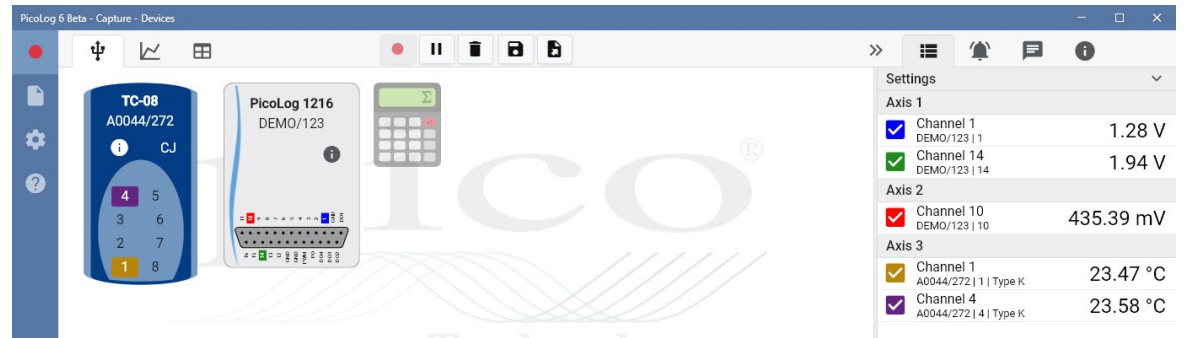 PicoLog 6 Beta - Capture - Devices
TC-08
A0044/272
i CJ
4 5
3 6
2 7
1 8
PicoLog 1216
DEMO/123
i
Σ
pico
®
Settings
Axis 1
Channel 1
DEMO/123 | 1
1.28 V
Channel 14
DEMO/123 | 14
1.94 V
Axis 2
Channel 10
DEMO/123 | 10
435.39 mV
Axis 3
Channel 1
A0044/272 | 1 | Type K
23.47 °C
Channel 4
A0044/272 | 4 | Type K
23.58 °C